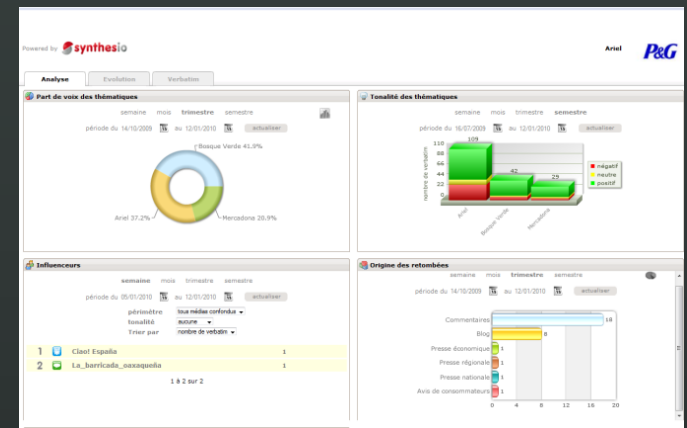 Powered by synthesio
Ariel P&G
Analyse Evolution Verbatim
Part de voix des thématiques
semaine mois trimestre semestre
période du 14/10/2009 au 12/01/2010 actualiser
Bosque Verde 41.9%
Ariel 37.2%
Mercadona 20.9%
Tonalité des thématiques
semaine mois trimestre semestre
période du 16/07/2009 au 12/01/2010 actualiser
nombre de verbatim
110
88
66
44
22
0
109
42
29
Ariel
Bosque Verde
Mercadona
négatif
neutre
positif
Influenceurs
semaine mois trimestre semestre
période du 05/01/2010 au 12/01/2010 actualiser
périmètre tous médias confondus
tonalité aucune
Trier par nombre de verbatim
1 Ciao! España 1
2 La_barricada_oaxaqueña 1
1 à 2 sur 2
Origine des retombées
semaine mois trimestre semestre
période du 14/10/2009 au 12/01/2010 actualiser
Commentaires 18
Blog 8
Presse économique 1
Presse régionale 1
Presse nationale 1
Avis de consommateurs 1
0 4 8 12 16 20